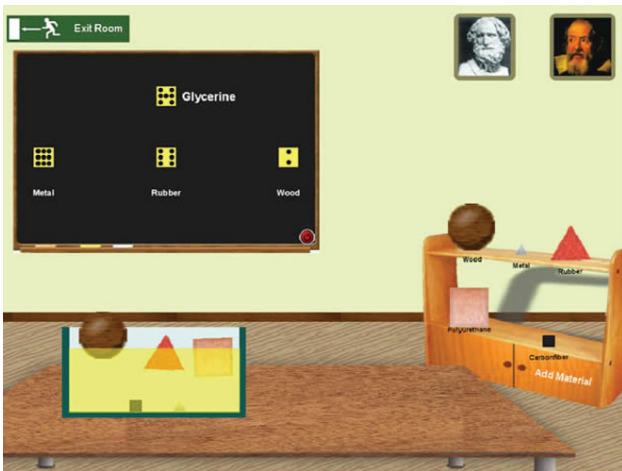 Exit Room
Glycerine
Metal
Rubber
Wood
Wood
Metal
Rubber
Polyurethane
Carbonfiber
Add Material